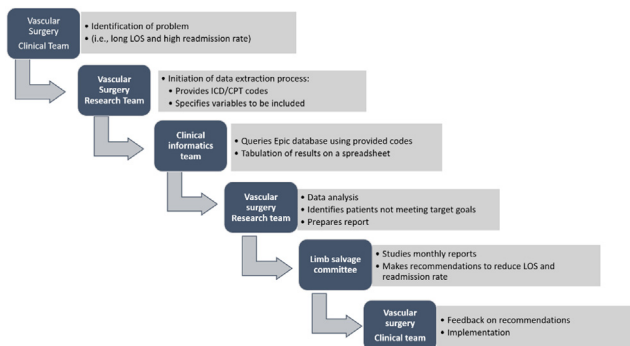 Vascular
Surgery
Clinical Team
• Identification of problem
• (i.e., long LOS and high readmission rate)
Vascular
Surgery
Research Team
• Initiation of data extraction process:
• Provides ICD/CPT codes
• Specifies variables to be included
Clinical
informatics
team
• Queries Epic database using provided codes
• Tabulation of results on a spreadsheet
Vascular
surgery
Research team
• Data analysis
• Identifies patients not meeting target goals
• Prepares report
Limb salvage
committee
• Studies monthly reports
• Makes recommendations to reduce LOS and
readmission rate
Vascular
surgery
Clinical team
• Feedback on recommendations
• Implementation